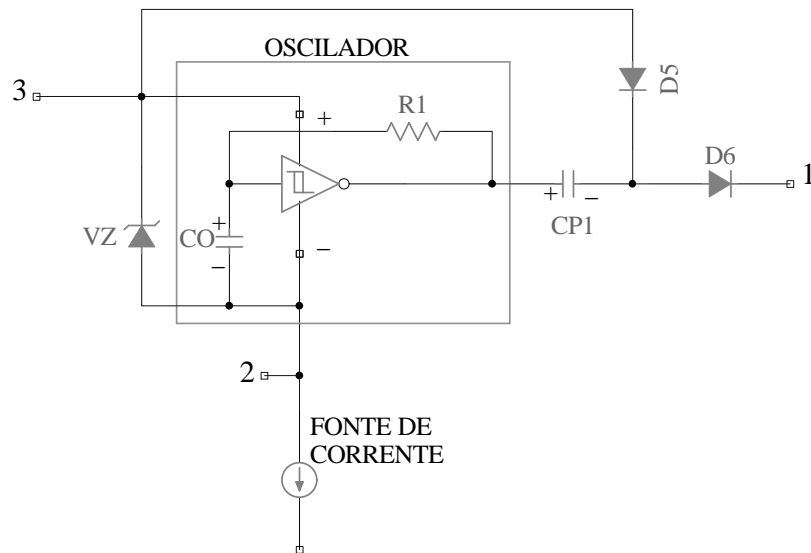 OSCILADOR
3
+
R1
D5
D6
1
+
−
CP1
VZ
CO
+
−
−
2
FONTE DE
CORRENTE